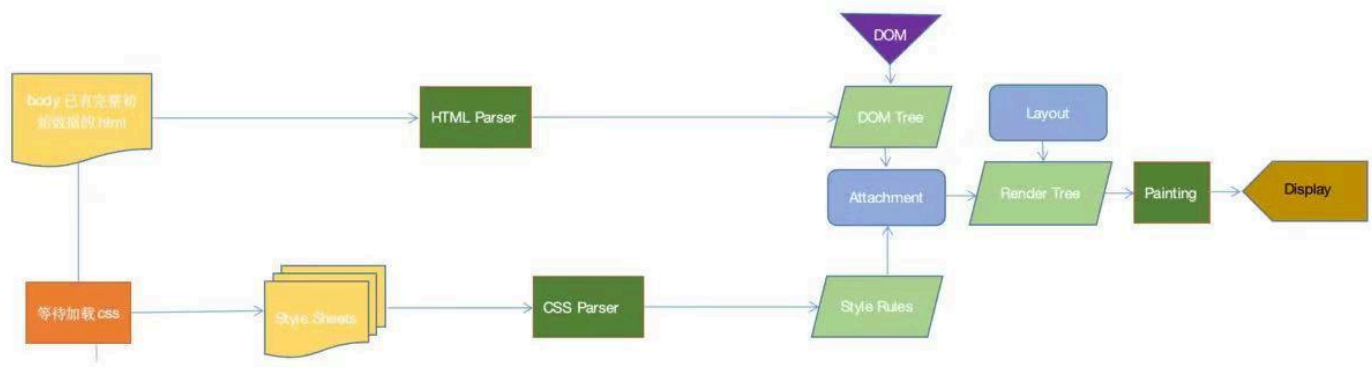 DOM
body 已有完整初
始数据的 html
HTML Parser
DOM Tree
Layout
Attachment
Render Tree
Painting
Display
等待加载 css
Style Sheets
CSS Parser
Style Rules